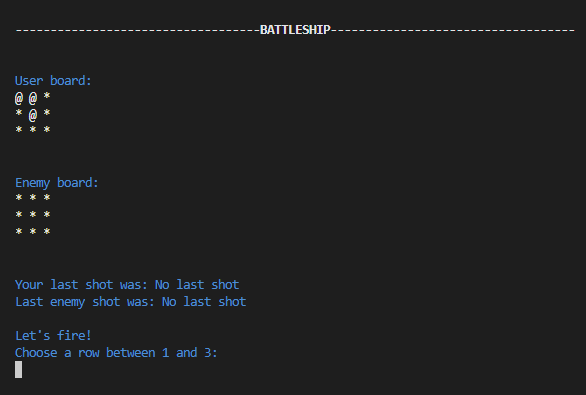 -----------------------------------BATTLESHIP-----------------------------------
User board:
@ @ *
* @ *
* * *
Enemy board:
* * *
* * *
* * *
Your last shot was: No last shot
Last enemy shot was: No last shot
Let's fire!
Choose a row between 1 and 3: